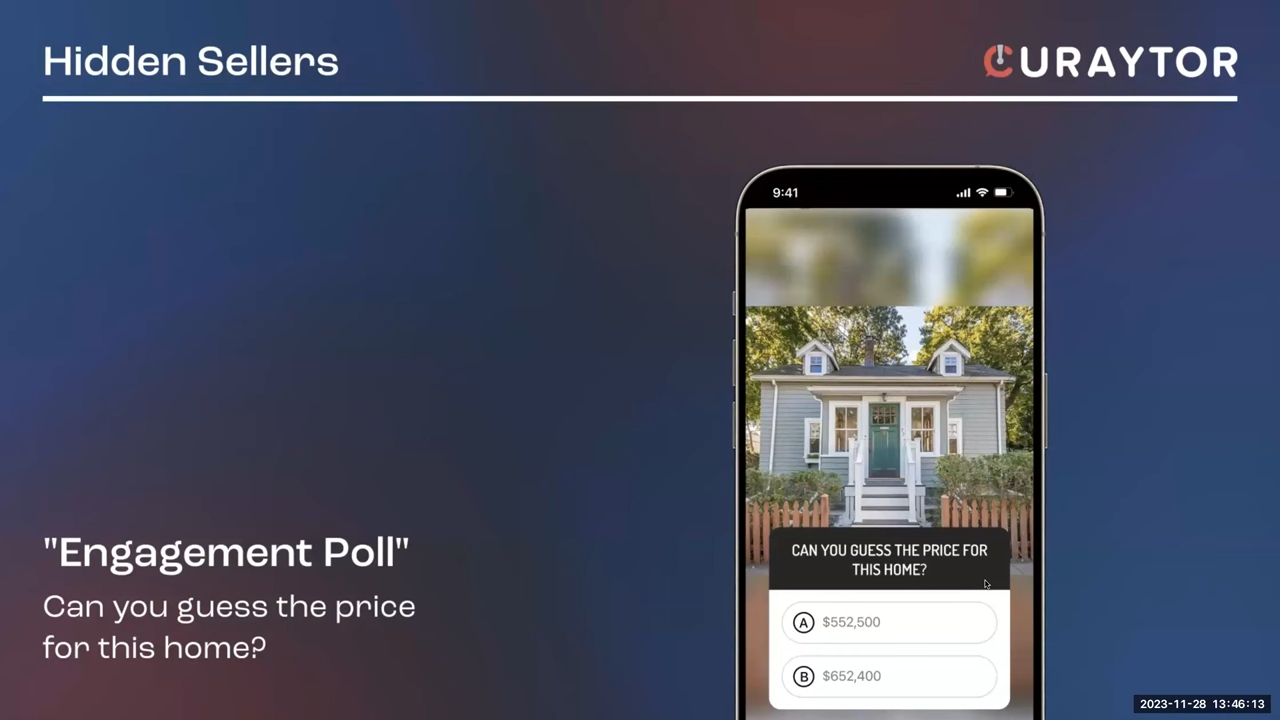 Hidden Sellers
CURAYTOR
9:41
"Engagement Poll"
Can you guess the price
for this home?
CAN YOU GUESS THE PRICE FOR
THIS HOME?
A $552,500
B $652,400
2023-11-28 13:46:13